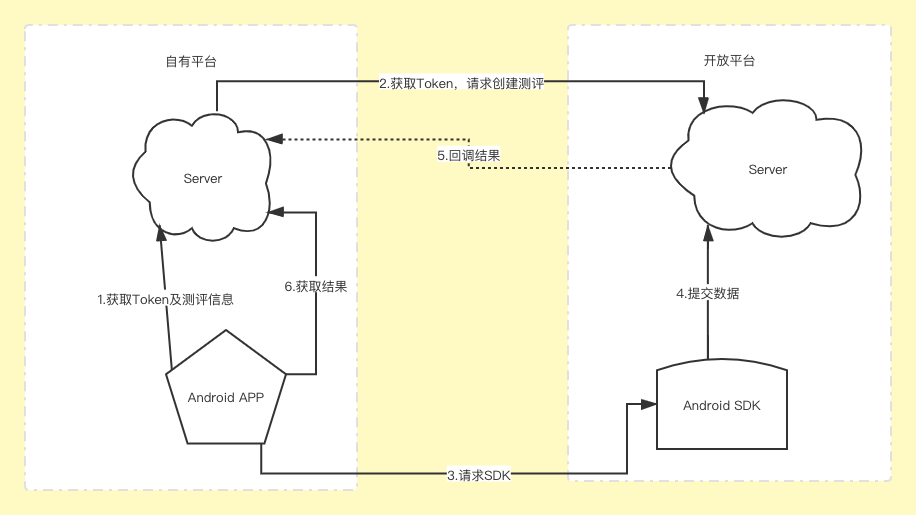 自有平台
开放平台
2.获取Token，请求创建测评
5.回调结果
Server
Server
1.获取Token及测评信息
6.获取结果
4.提交数据
Android APP
Android SDK
3.请求SDK